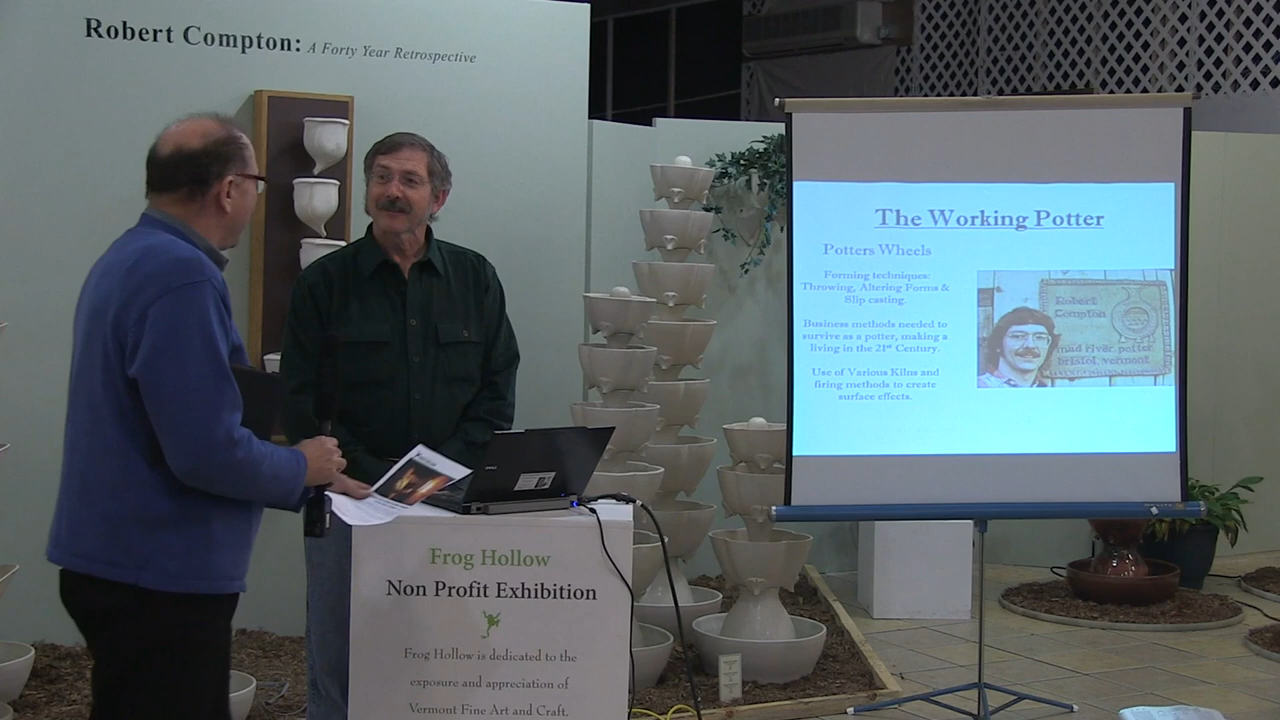 Robert Compton: A Forty Year Retrospective
The Working Potter
Potters Wheels
Forming techniques:
Throwing, Altering Forms &
Slip casting.
Business methods needed to
survive as a potter, making a
living in the 21st Century.
Use of Various Kilns and
firing methods to create
surface effects.
Robert
Compton
mud river potter
bristol, vermont
DELL
Frog Hollow
Non Profit Exhibition
Frog Hollow is dedicated to the
exposure and appreciation of
Vermont Fine Art and Craft.